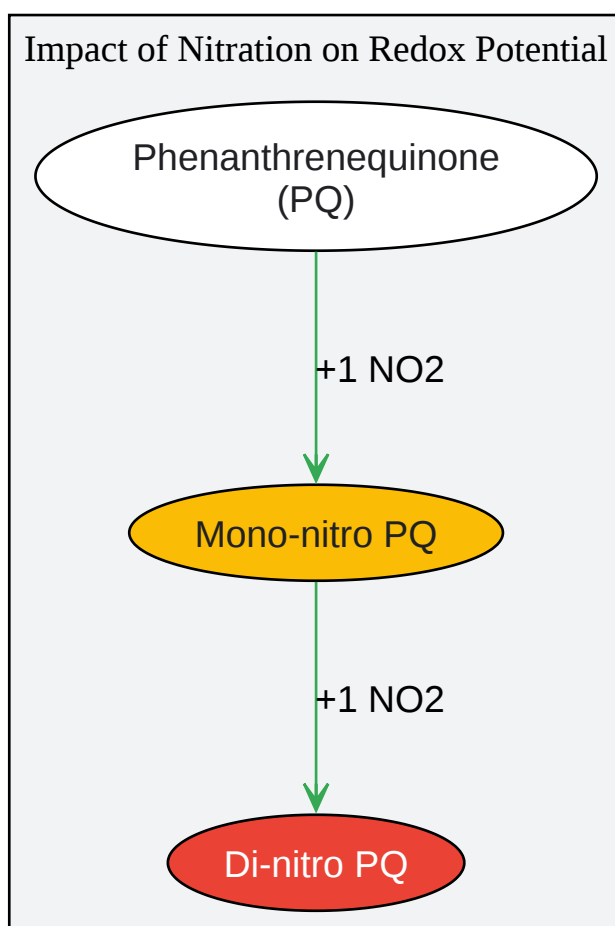 Impact of Nitration on Redox Potential
Phenanthrenequinone
(PQ)
+1 NO2
Mono-nitro PQ
+1 NO2
Di-nitro PQ